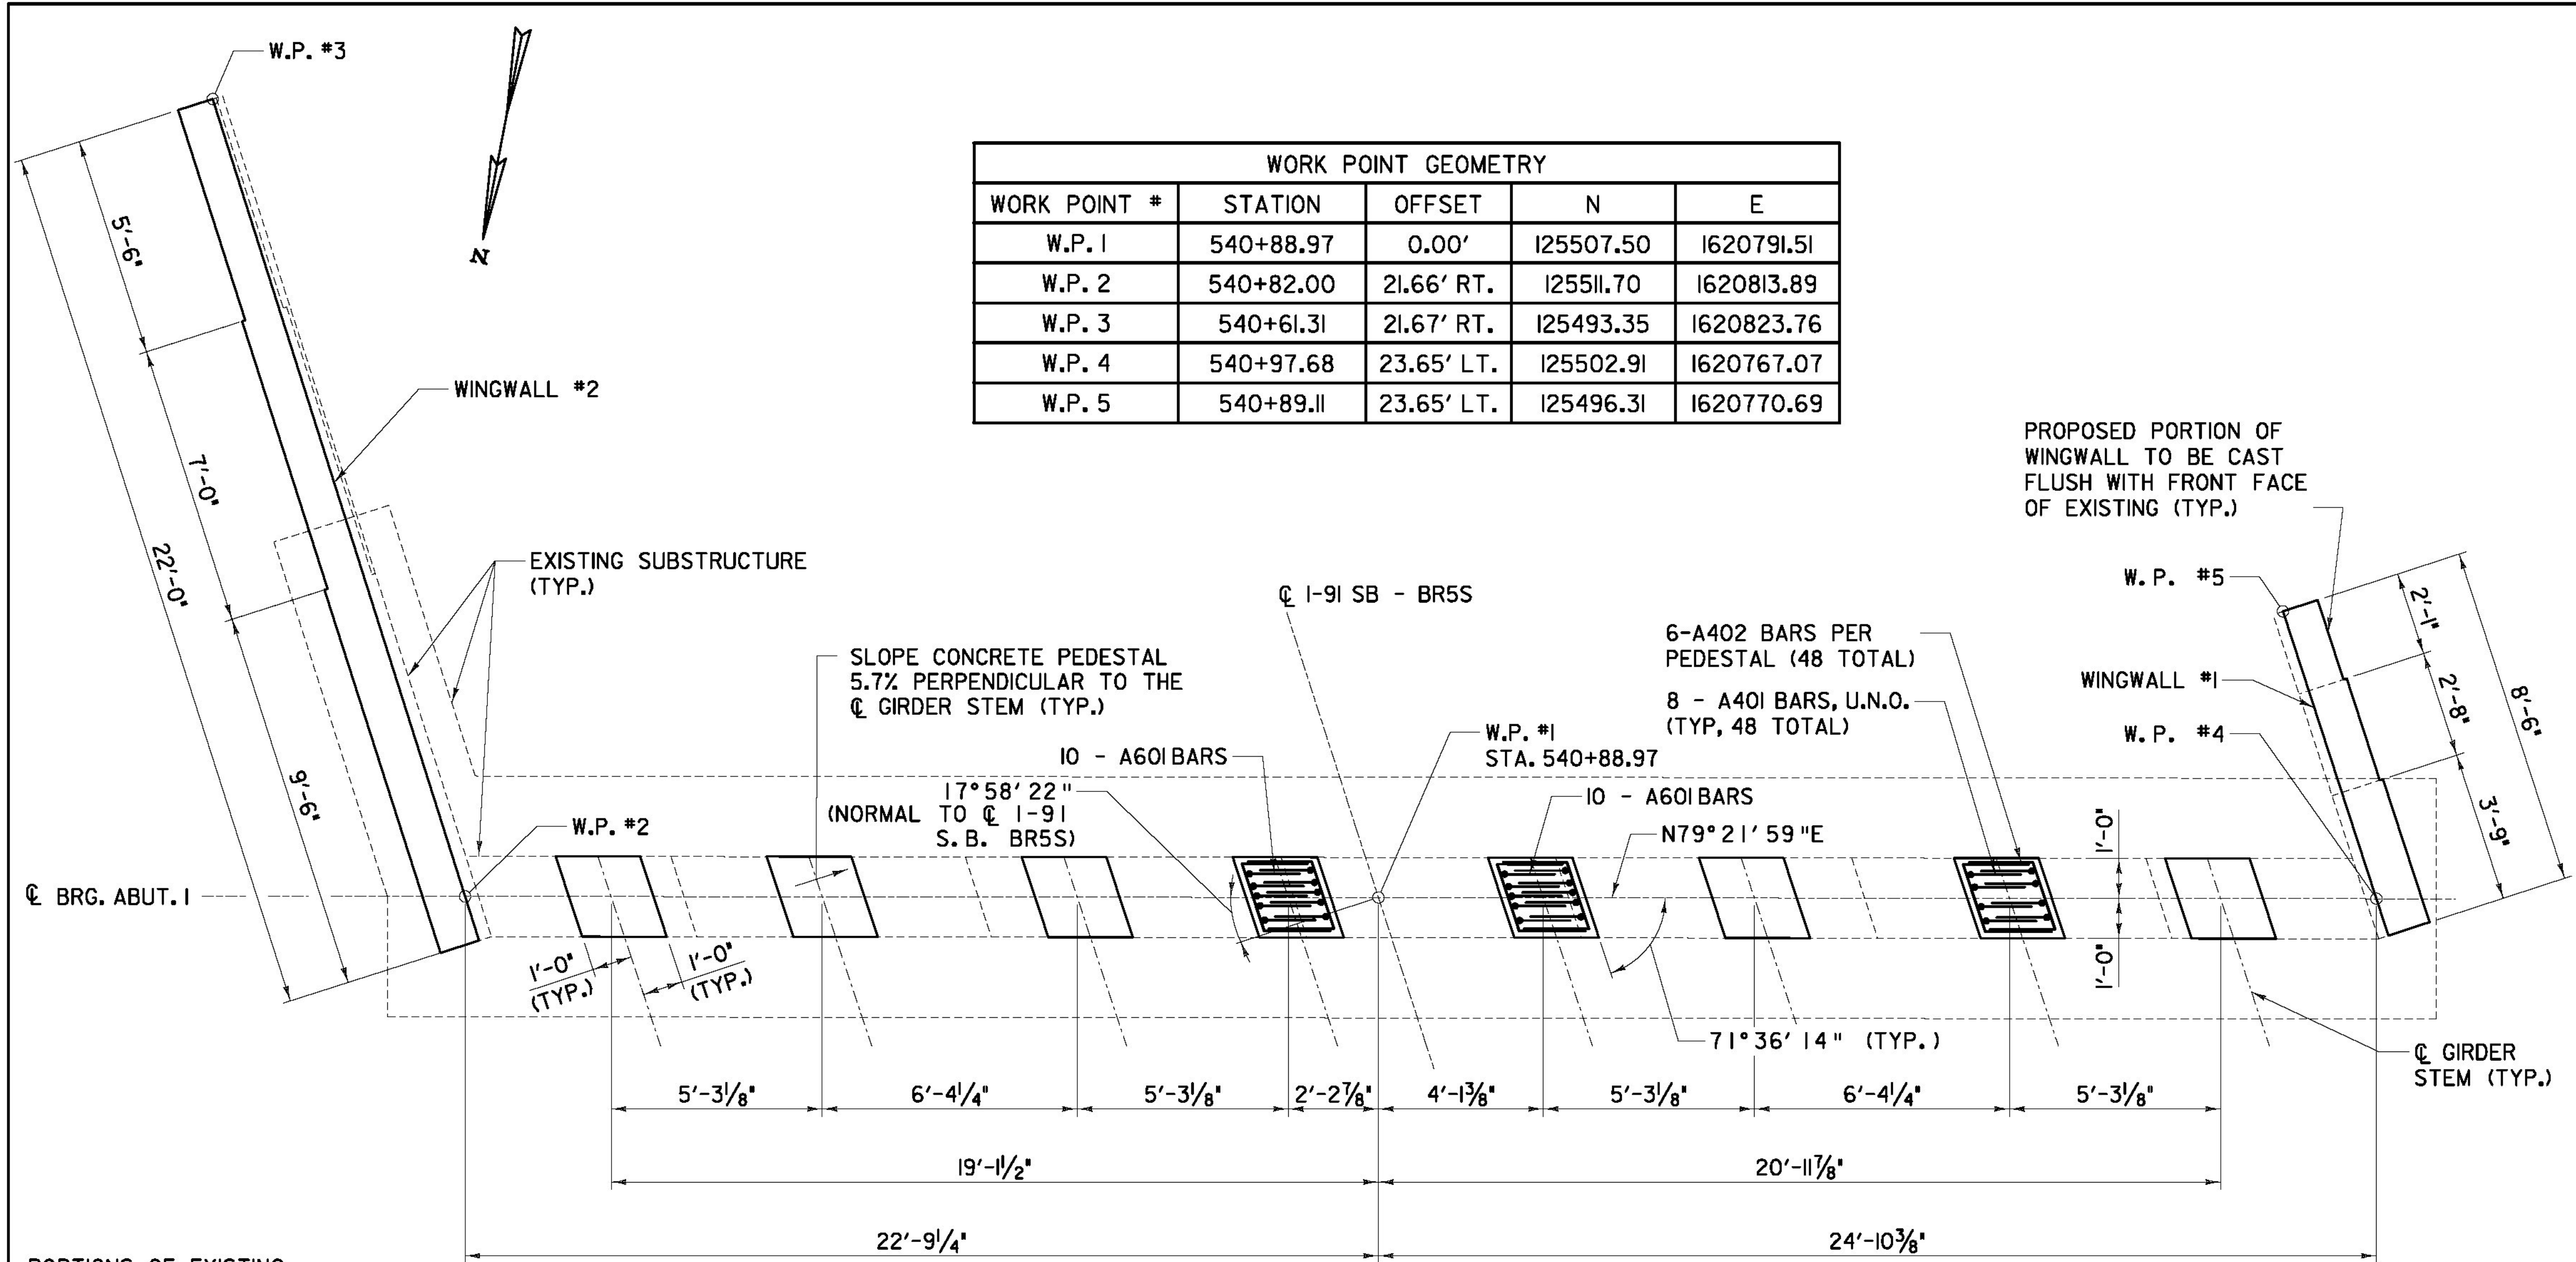 W.P. #3
N
WORK POINT GEOMETRY
WORK POINT # STATION OFFSET N E
W.P. 1 540+88.97 0.00' 125507.50 1620791.51
W.P. 2 540+82.00 21.66' RT. 125511.70 1620813.89
W.P. 3 540+61.31 21.67' RT. 125493.35 1620823.76
W.P. 4 540+97.68 23.65' LT. 125502.91 1620767.07
W.P. 5 540+89.11 23.65' LT. 125496.31 1620770.69
5'-6"
7'-0"
22'-0"
9'-6"
WINGWALL #2
EXISTING SUBSTRUCTURE
(TYP.)
PROPOSED PORTION OF
WINGWALL TO BE CAST
FLUSH WITH FRONT FACE
OF EXISTING (TYP.)
W.P. #5
WINGWALL #1
W.P. #4
2'-1"
2'-8"
8'-6"
3'-9"
℄ I-91 SB - BR5S
SLOPE CONCRETE PEDESTAL
5.7% PERPENDICULAR TO THE
℄ GIRDER STEM (TYP.)
6-A402 BARS PER
PEDESTAL (48 TOTAL)
8 - A401 BARS, U.N.O.
(TYP, 48 TOTAL)
W.P. #1
STA. 540+88.97
10 - A601 BARS
17°58'22"
(NORMAL TO ℄ I-91
S.B. BR5S)
10 - A601 BARS
N79°21'59"E
W.P. #2
℄ BRG. ABUT. 1
1'-0"
1'-0"
1'-0"
(TYP.)
1'-0"
(TYP.)
71°36'14" (TYP.)
℄ GIRDER
STEM (TYP.)
5'-3 1/8" 6'-4 1/4" 5'-3 1/8" 2'-2 7/8" 4'-1 3/8" 5'-3 1/8" 6'-4 1/4" 5'-3 1/8"
19'-1 1/2" 20'-11 7/8"
22'-9 1/4" 24'-10 3/8"
PORTIONS OF EXISTING